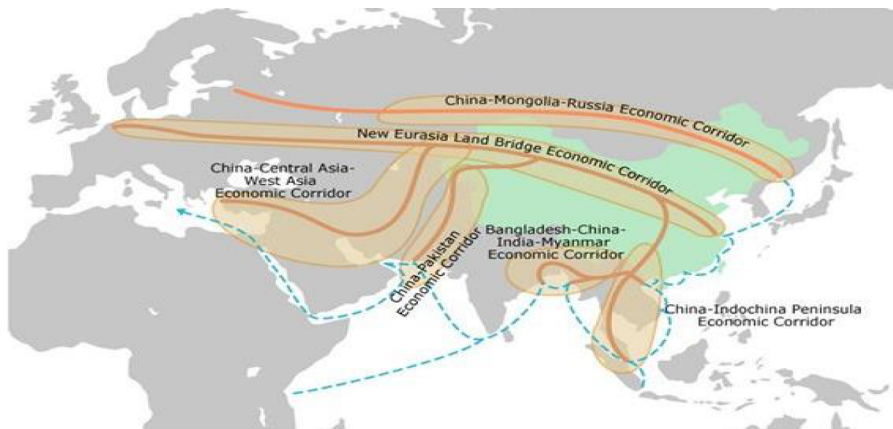 China-Mongolia-Russia Economic Corridor
New Eurasia Land Bridge Economic Corridor
China-Central Asia-
West Asia
Economic Corridor
China-Pakistan
Economic Corridor
Bangladesh-China-
India-Myanmar
Economic Corridor
China-Indochina Peninsula
Economic Corridor